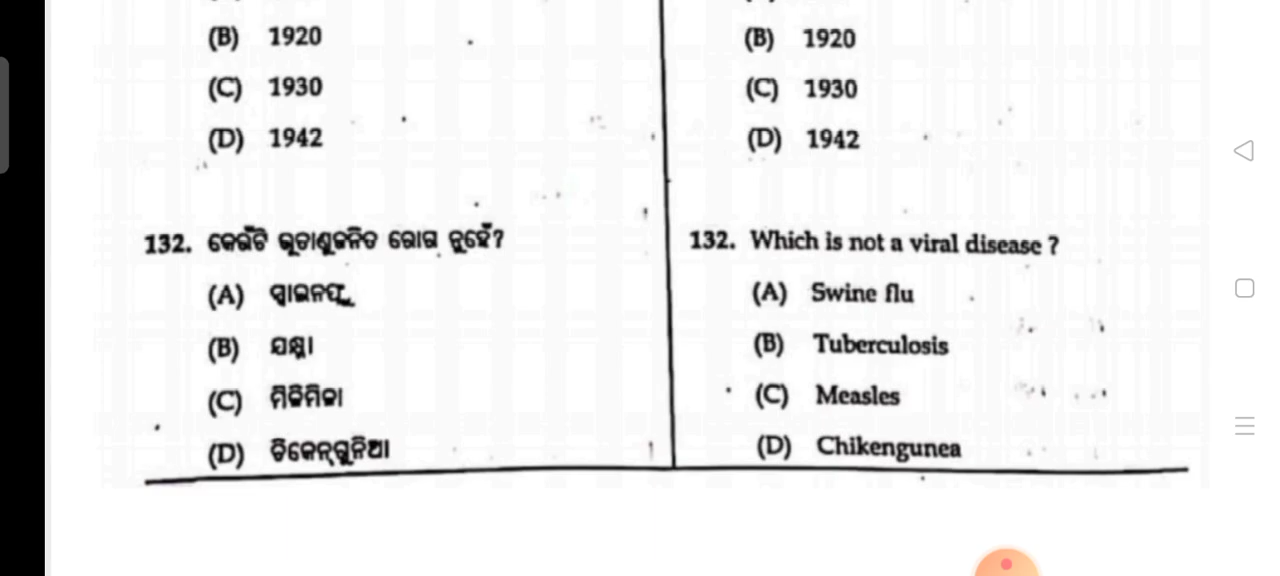 (B) 1920
(C) 1930
(D) 1942
132. କେଉଁଟି ଭୂତାଣୁଜନିତ ରୋଗ ନୁହେଁ?
(A) ସ୍ୱାଇନଫ୍ଲୁ
(B) ଯକ୍ଷ୍ମା
(C) ମିଳିମିଳା
(D) ଚିକେନ୍‌ଗୁନିଆ
(B) 1920
(C) 1930
(D) 1942
132. Which is not a viral disease ?
(A) Swine flu
(B) Tuberculosis
(C) Measles
(D) Chikengunea